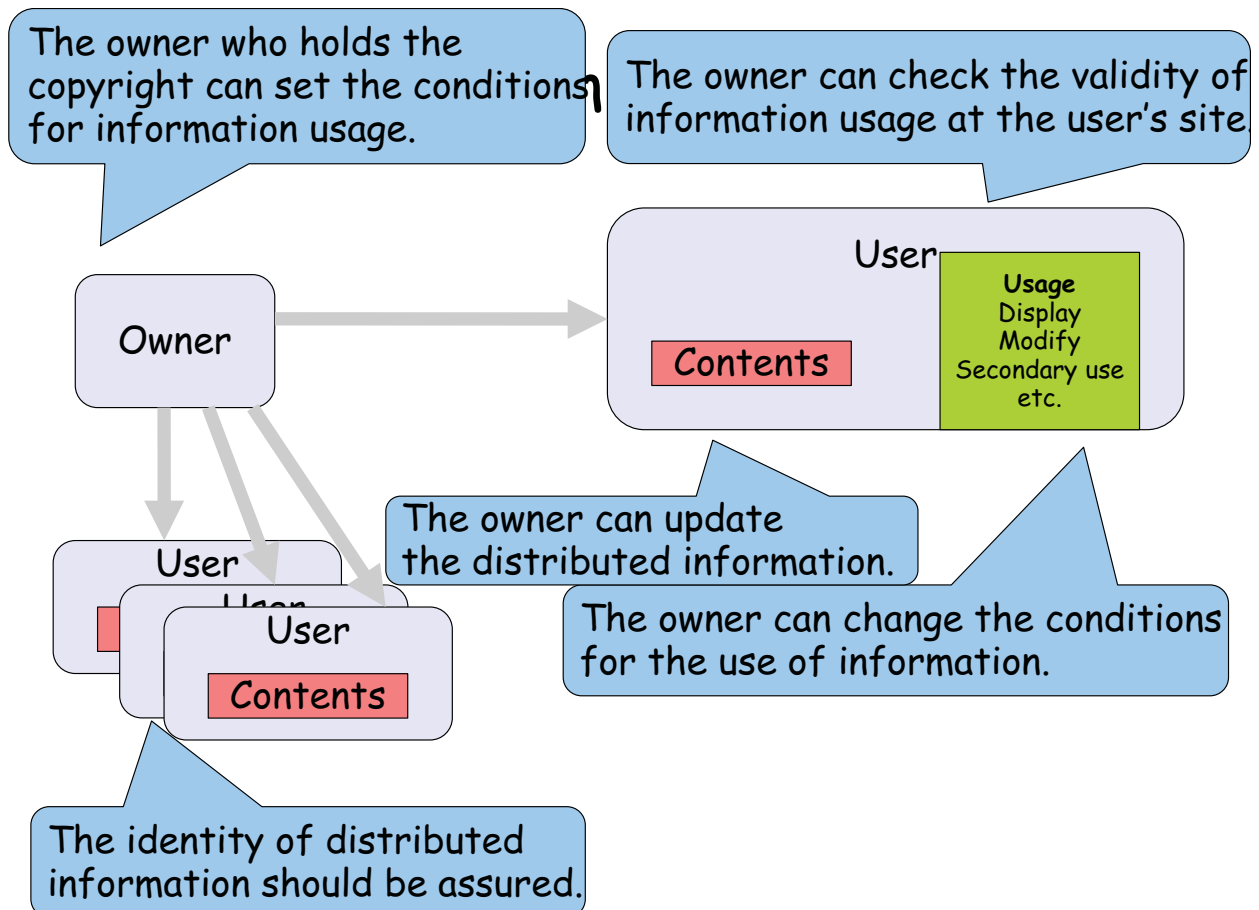 The owner who holds the
copyright can set the conditions
for information usage.
The owner can check the validity of
information usage at the user's site.
User
Usage
Display
Modify
Secondary use
etc.
Owner
Contents
The owner can update
the distributed information.
User
User
User
Contents
The owner can change the conditions
for the use of information.
The identity of distributed
information should be assured.